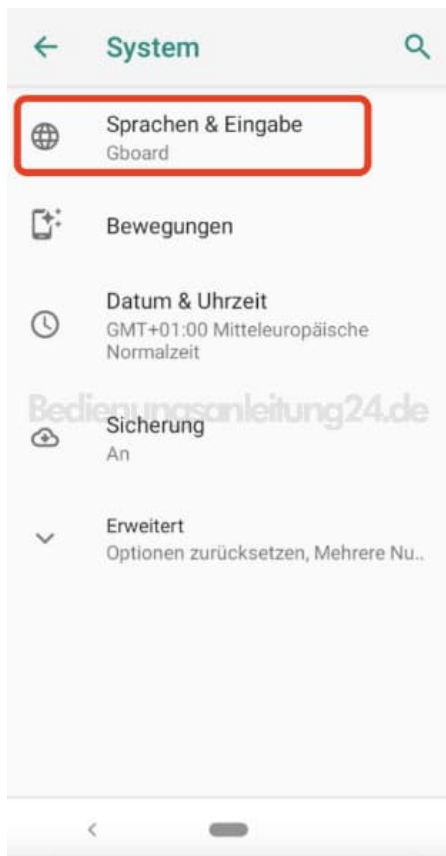 System
Sprachen & Eingabe
Gboard
Bewegungen
Datum & Uhrzeit
GMT+01:00 Mitteleuropäische
Normalzeit
Bedienungsanleitung24.de
Sicherung
An
Erweitert
Optionen zurücksetzen, Mehrere Nu..